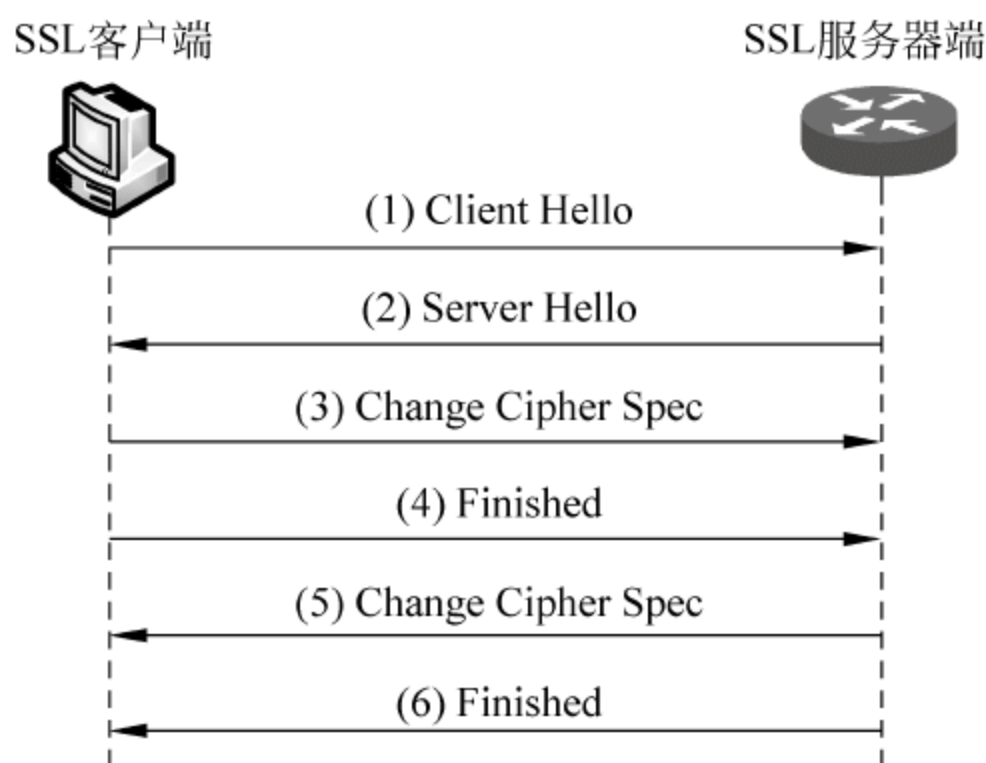 SSL客户端
SSL服务器端
(1) Client Hello
(2) Server Hello
(3) Change Cipher Spec
(4) Finished
(5) Change Cipher Spec
(6) Finished